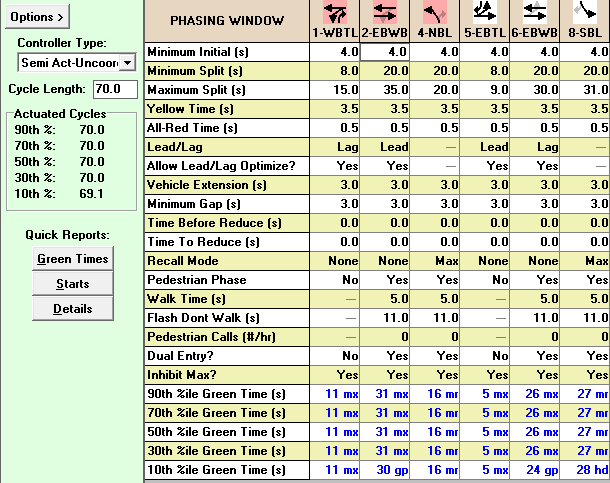 Options >
Controller Type:
Semi Act-Uncoor
Cycle Length: 70.0
Actuated Cycles
90th %: 70.0
70th %: 70.0
50th %: 70.0
30th %: 70.0
10th %: 69.1
Quick Reports:
Green Times
Starts
Details
PHASING WINDOW 1-WBTL 2-EBWB 4-NBL 5-EBTL 6-EBWB 8-SBL
Minimum Initial (s) 4.0 4.0 4.0 4.0 4.0 4.0
Minimum Split (s) 8.0 20.0 20.0 8.0 20.0 20.0
Maximum Split (s) 15.0 35.0 20.0 9.0 30.0 31.0
Yellow Time (s) 3.5 3.5 3.5 3.5 3.5 3.5
All-Red Time (s) 0.5 0.5 0.5 0.5 0.5 0.5
Lead/Lag Lag Lead — Lead Lag —
Allow Lead/Lag Optimize? Yes Yes — Yes Yes —
Vehicle Extension (s) 3.0 3.0 3.0 3.0 3.0 3.0
Minimum Gap (s) 3.0 3.0 3.0 3.0 3.0 3.0
Time Before Reduce (s) 0.0 0.0 0.0 0.0 0.0 0.0
Time To Reduce (s) 0.0 0.0 0.0 0.0 0.0 0.0
Recall Mode None None Max None None Max
Pedestrian Phase No Yes Yes No Yes Yes
Walk Time (s) — 5.0 5.0 — 5.0 5.0
Flash Dont Walk (s) — 11.0 11.0 — 11.0 11.0
Pedestrian Calls (#/hr) — 0 0 — 0 0
Dual Entry? No Yes Yes No Yes Yes
Inhibit Max? Yes Yes Yes Yes Yes Yes
90th %ile Green Time (s) 11 mx 31 mx 16 mr 5 mx 26 mx 27 mr
70th %ile Green Time (s) 11 mx 31 mx 16 mr 5 mx 26 mx 27 mr
50th %ile Green Time (s) 11 mx 31 mx 16 mr 5 mx 26 mx 27 mr
30th %ile Green Time (s) 11 mx 31 mx 16 mr 5 mx 26 mx 27 mr
10th %ile Green Time (s) 11 mx 30 gp 16 mr 5 mx 24 gp 28 hd